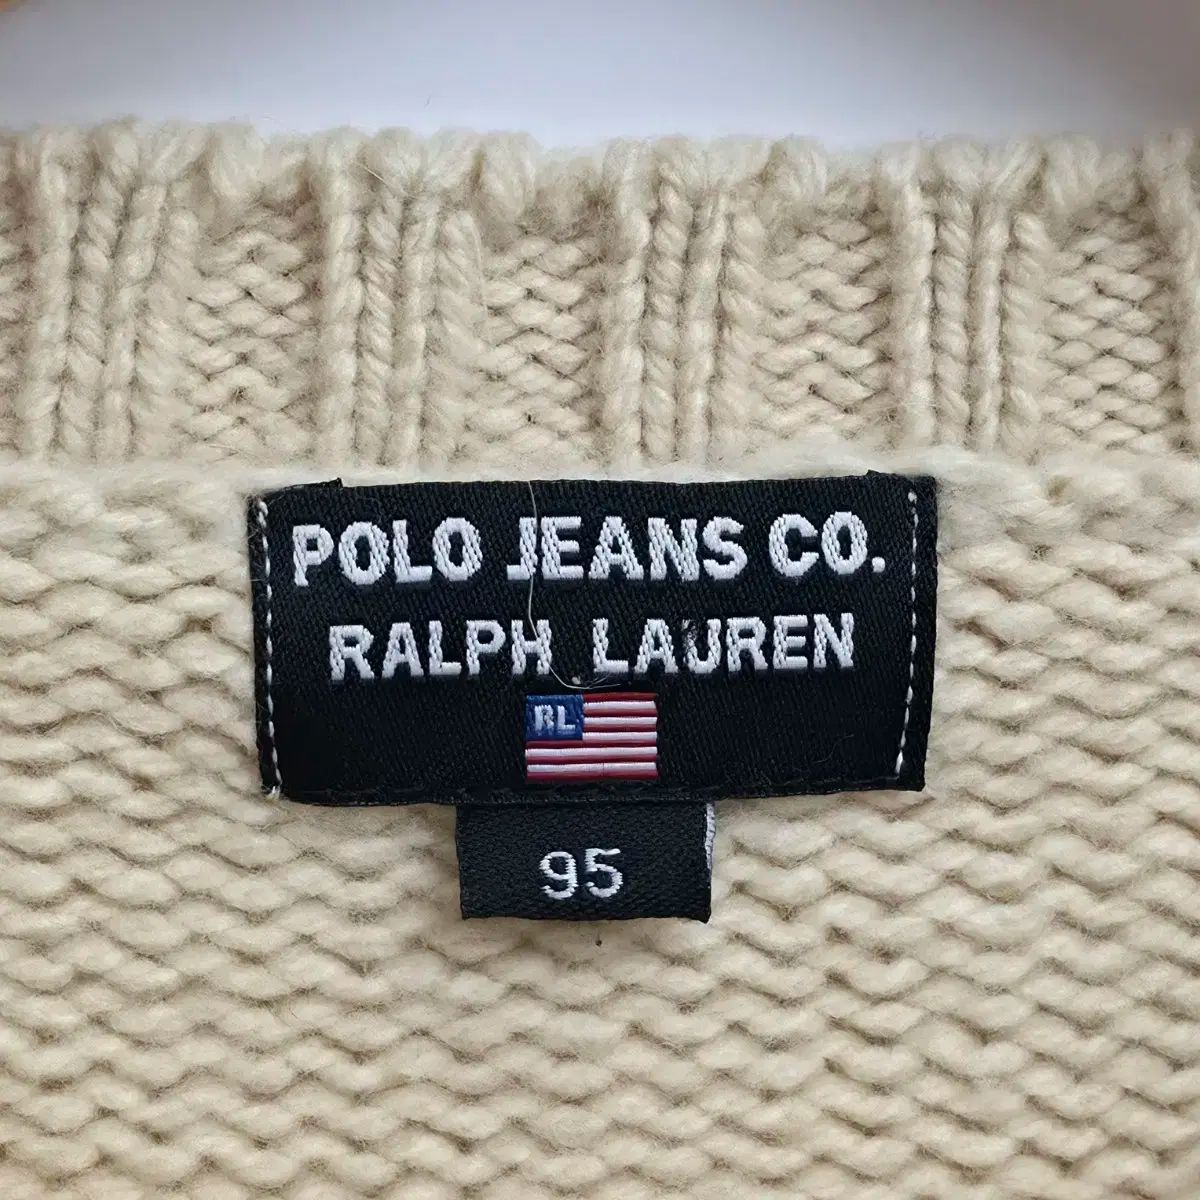 POLO JEANS CO.
RALPH LAUREN
RL
95